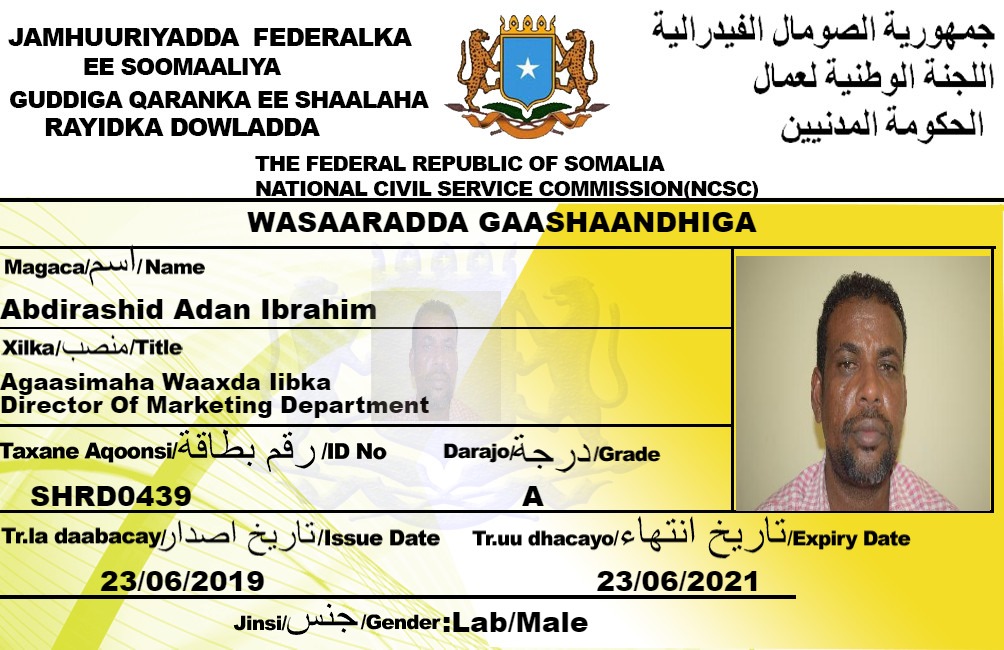 JAMHUURIYADDA FEDERALKA
EE SOOMAALIYA
GUDDIGA QARANKA EE SHAALAHA
RAYIDKA DOWLADDA
جمهورية الصومال الفيدرالية
اللجنة الوطنية لعمال
الحكومة المدنيين
THE FEDERAL REPUBLIC OF SOMALIA
NATIONAL CIVIL SERVICE COMMISSION(NCSC)
WASAARADDA GAASHAANDHIGA
Magaca/اسم/Name
Abdirashid Adan Ibrahim
Xilka/منصب/Title
Agaasimaha Waaxda Iibka
Director Of Marketing Department
Taxane Aqoonsi/رقم بطاقة/ID No Darajo/درجة/Grade
SHRD0439 A
Tr.la daabacay/تاريخ اصدار/Issue Date Tr.uu dhacayo/تاريخ انتهاء/Expiry Date
23/06/2019 23/06/2021
Jinsi/جنس/Gender:Lab/Male